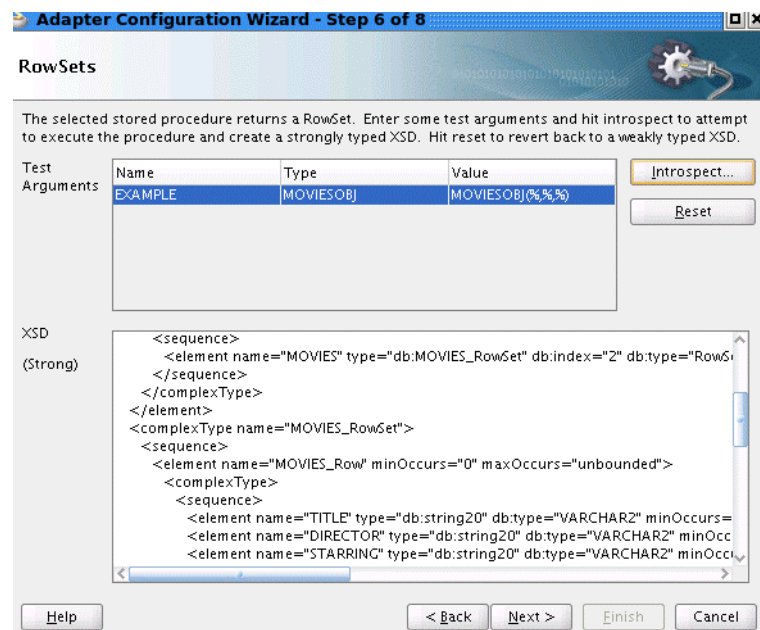 Adapter Configuration Wizard - Step 6 of 8
RowSets
The selected stored procedure returns a RowSet. Enter some test arguments and hit introspect to attempt
to execute the procedure and create a strongly typed XSD. Hit reset to revert back to a weakly typed XSD.
Test
Arguments
Name Type Value
EXAMPLE MOVIESOBJ MOVIESOBJ(%,%,%)
Introspect...
Reset
XSD
(Strong)
<sequence>
<element name="MOVIES" type="db:MOVIES_RowSet" db:index="2" db:type="RowS
</sequence>
</complexType>
</element>
<complexType name="MOVIES_RowSet">
<sequence>
<element name="MOVIES_Row" minOccurs="0" maxOccurs="unbounded">
<complexType>
<sequence>
<element name="TITLE" type="db:string20" db:type="VARCHAR2" minOccurs=
<element name="DIRECTOR" type="db:string20" db:type="VARCHAR2" minOcc
<element name="STARRING" type="db:string20" db:type="VARCHAR2" minOccu
Help < Back Next > Finish Cancel